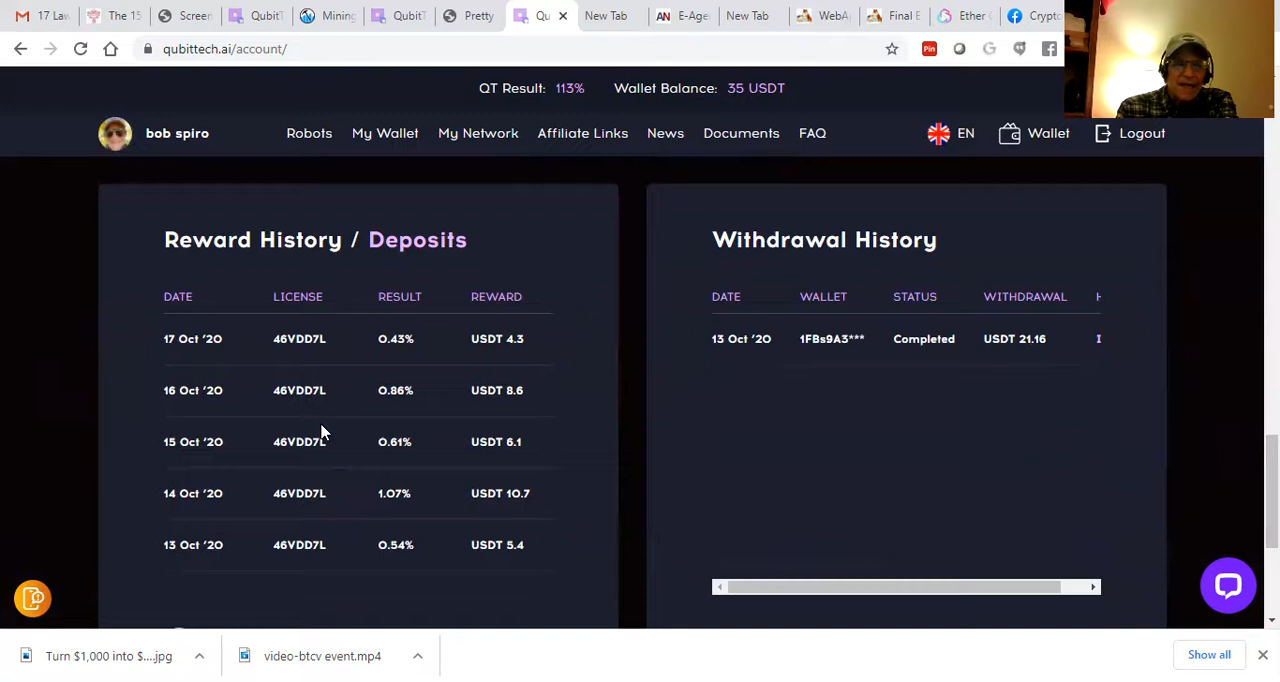 17 Lav
The 15
Screen
QubitT
Mining
QubitT
Pretty
Qu
New Tab
AN E-Age
New Tab
WebA
Final E
Ether
Crypto
qubittech.ai/account/
Pin
QT Result: 113% Wallet Balance: 35 USDT
bob spiro Robots My Wallet My Network Affiliate Links News Documents FAQ EN Wallet Logout
Reward History / Deposits
DATE LICENSE RESULT REWARD
17 Oct '20 46VDD7L 0.43% USDT 4.3
16 Oct '20 46VDD7L 0.86% USDT 8.6
15 Oct '20 46VDD7L 0.61% USDT 6.1
14 Oct '20 46VDD7L 1.07% USDT 10.7
13 Oct '20 46VDD7L 0.54% USDT 5.4
Withdrawal History
DATE WALLET STATUS WITHDRAWAL
13 Oct '20 1FBs9A3*** Completed USDT 21.16
Turn $1,000 into $....jpg
video-btcv event.mp4
Show all